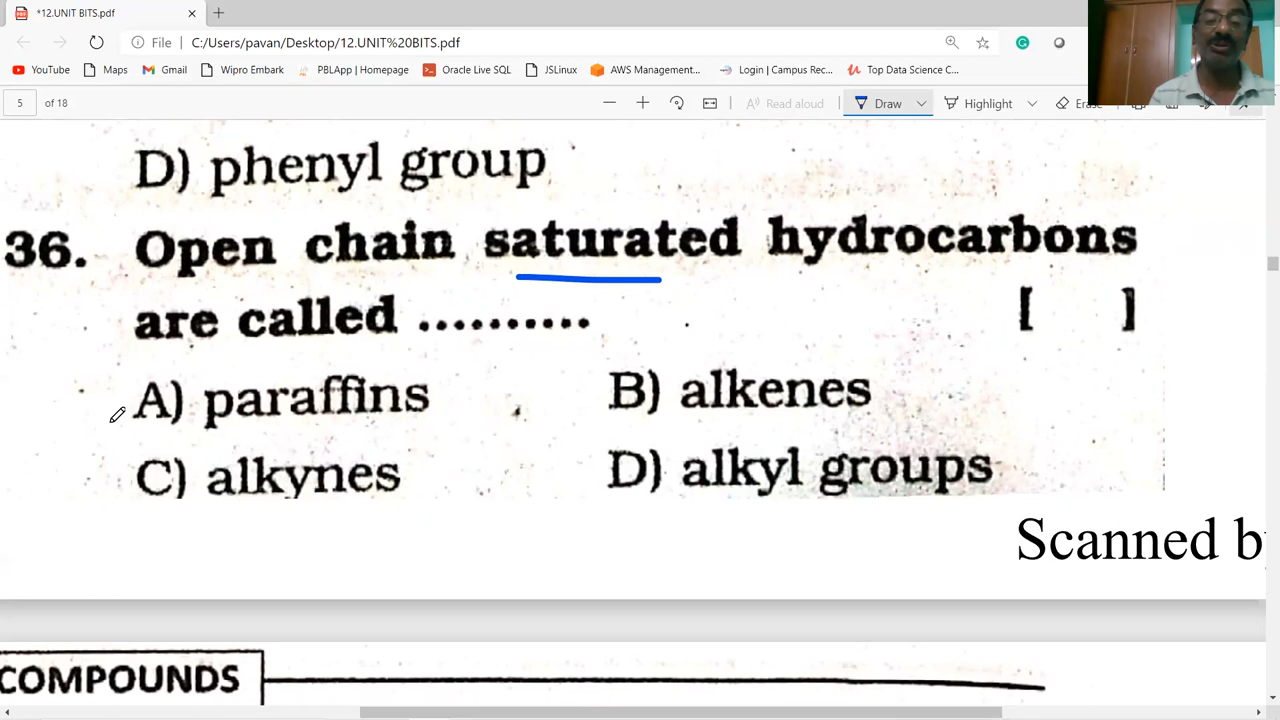 *12.UNIT BITS.pdf
File C:/Users/pavan/Desktop/12.UNIT%20BITS.pdf
YouTube Maps Gmail Wipro Embark PBLApp | Homepage Oracle Live SQL JSLinux AWS Management... Login | Campus Rec... Top Data Science C...
5 of 18 Read aloud Draw Highlight
D) phenyl group
36. Open chain saturated hydrocarbons
are called .......... [ ]
A) paraffins B) alkenes
C) alkynes D) alkyl groups
Scanned b
COMPOUNDS